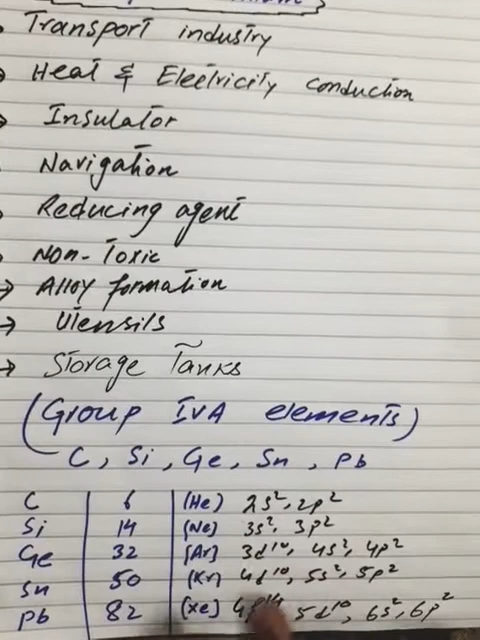 Transport industry
Heat & Electricity conduction
Insulator
Navigation
Reducing agent
Non-Toxic
→ Alloy formation
→ Utensils
→ Storage Tanks
(Group IVA elements)
C, Si, Ge, Sn, Pb
C | 6 | (He) 2s², 2p²
Si | 14 | (Ne) 3s², 3p²
Ge | 32 | [Ar] 3d¹⁰, 4s², 4p²
Sn | 50 | (Kr) 4d¹⁰, 5s², 5p²
Pb | 82 | [Xe] 5d¹⁰, 6s², 6p²